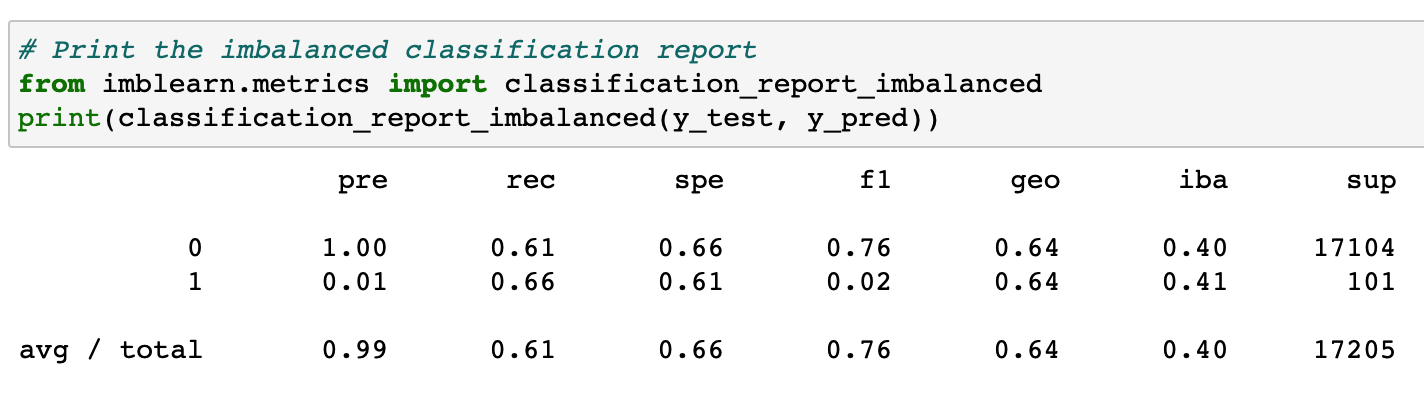 # Print the imbalanced classification report
from imblearn.metrics import classification_report_imbalanced
print(classification_report_imbalanced(y_test, y_pred))
pre rec spe f1 geo iba sup
0 1.00 0.61 0.66 0.76 0.64 0.40 17104
1 0.01 0.66 0.61 0.02 0.64 0.41 101
avg / total 0.99 0.61 0.66 0.76 0.64 0.40 17205